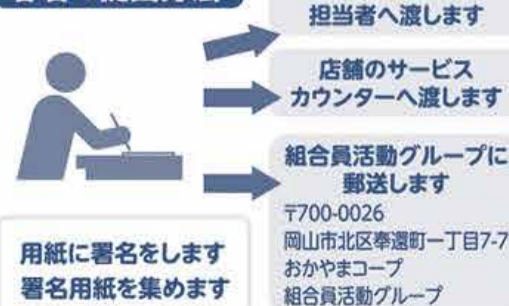 担当者へ渡します
店舗のサービス
カウンターへ渡します
組合員活動グループに
郵送します
〒700-0026
岡山市北区奉還町一丁目7-7
おかやまコープ
組合員活動グループ
用紙に署名をします
署名用紙を集めます